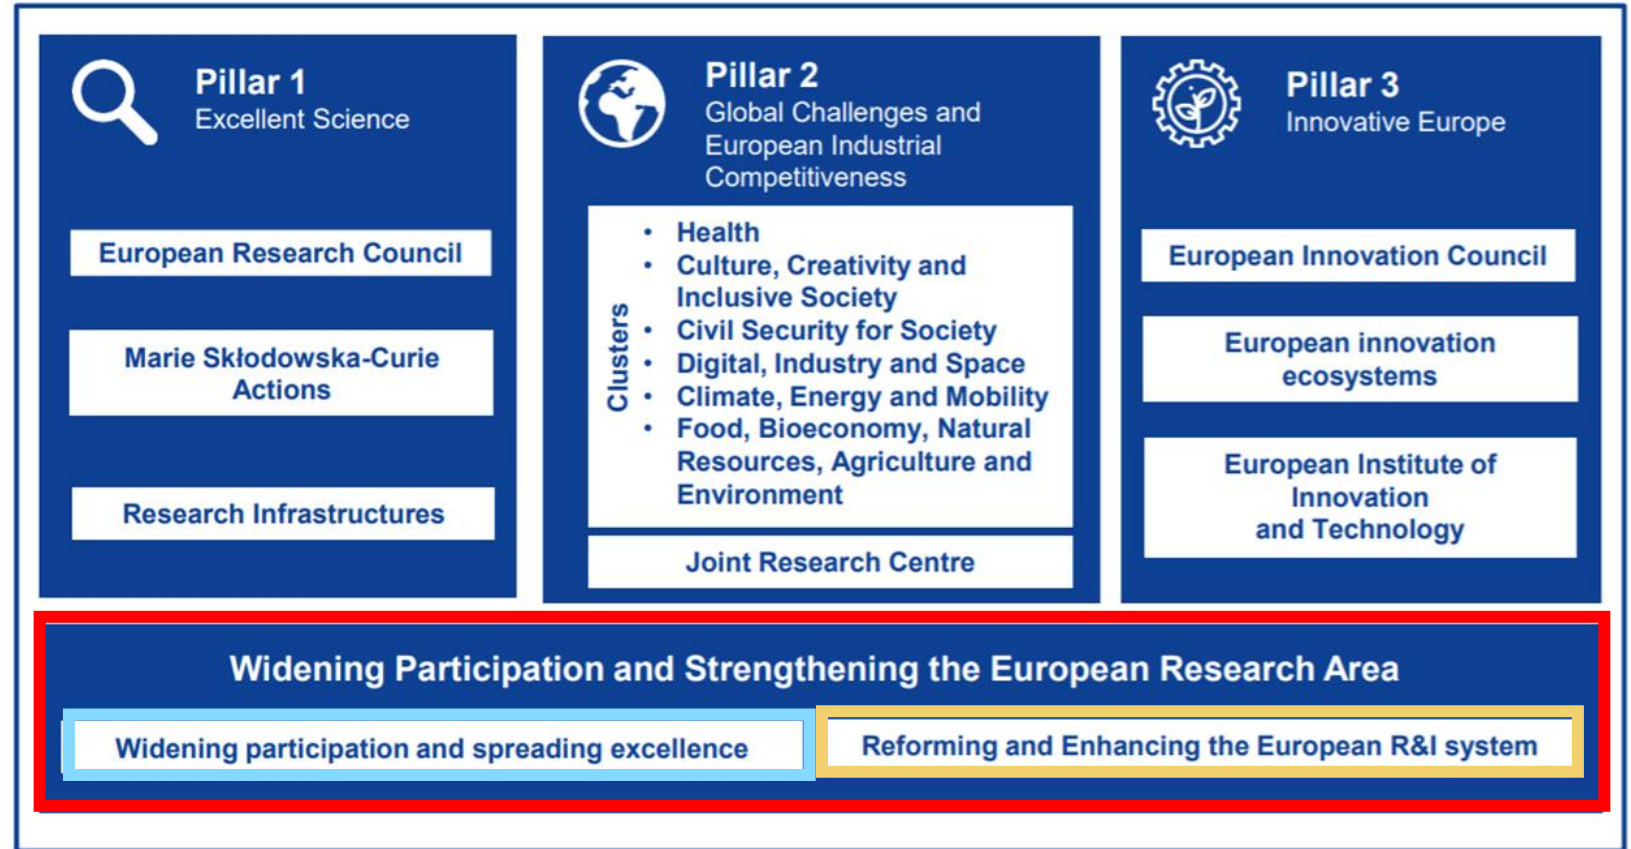 Pillar 1
Excellent Science
European Research Council
Marie Skłodowska-Curie
Actions
Research Infrastructures
Pillar 2
Global Challenges and
European Industrial
Competitiveness
Clusters
• Health
• Culture, Creativity and
Inclusive Society
• Civil Security for Society
• Digital, Industry and Space
• Climate, Energy and Mobility
• Food, Bioeconomy, Natural
Resources, Agriculture and
Environment
Joint Research Centre
Pillar 3
Innovative Europe
European Innovation Council
European innovation
ecosystems
European Institute of
Innovation
and Technology
Widening Participation and Strengthening the European Research Area
Widening participation and spreading excellence
Reforming and Enhancing the European R&I system